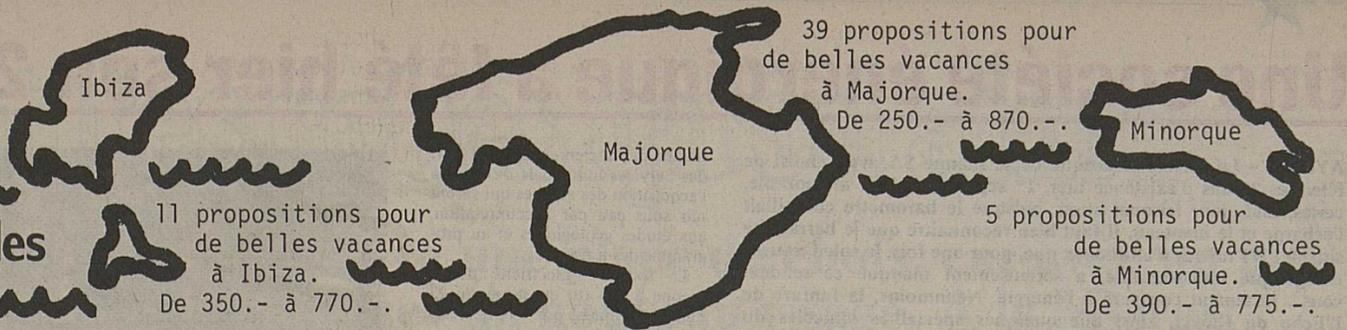 Ibiza
11 propositions pour
de belles vacances
à Ibiza.
De 350.- à 770.-.
Majorque
39 propositions pour
de belles vacances
à Majorque.
De 250.- à 870.-.
Minorque
5 propositions pour
de belles vacances
à Minorque.
De 390.- à 775.-.